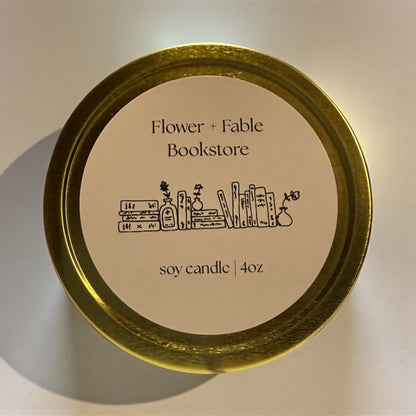 Flower + Fable
Bookstore
soy candle | 4oz